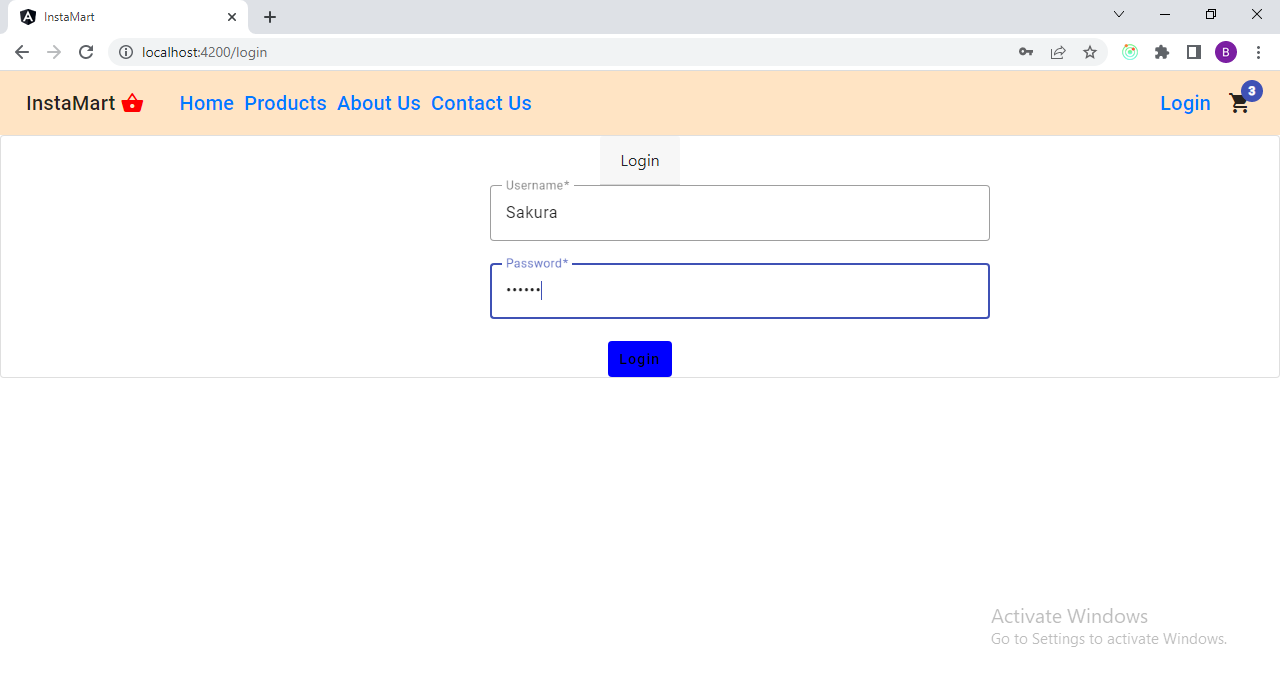 InstaMart
localhost:4200/login
B
InstaMart Home Products About Us Contact Us Login 3
Login
Username*
Sakura
Password*
••••••
Login
Activate Windows
Go to Settings to activate Windows.